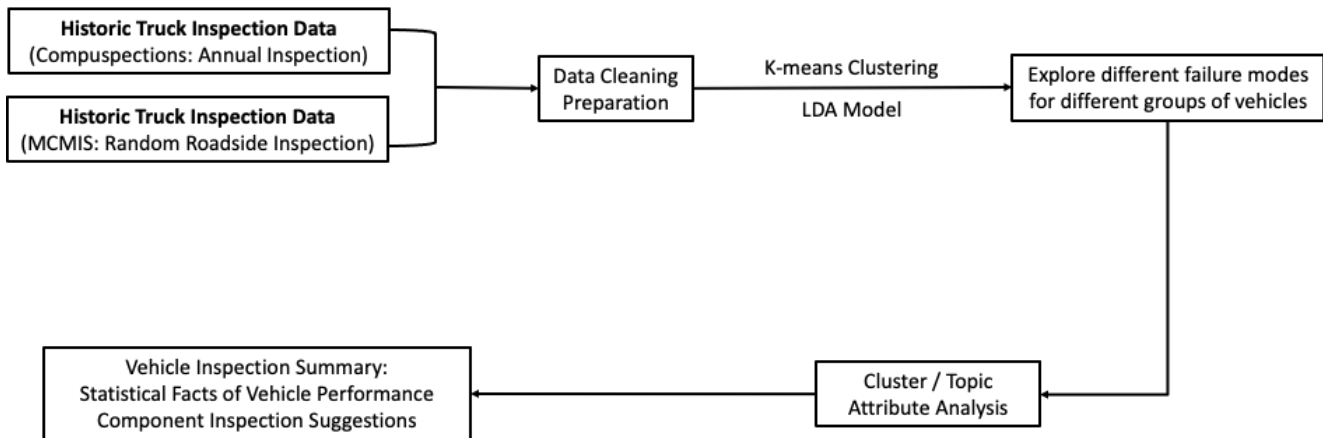 Historic Truck Inspection Data
(Compuspections: Annual Inspection)
Historic Truck Inspection Data
(MCMIS: Random Roadside Inspection)
Data Cleaning
Preparation
K-means Clustering
LDA Model
Explore different failure modes
for different groups of vehicles
Cluster / Topic
Attribute Analysis
Vehicle Inspection Summary:
Statistical Facts of Vehicle Performance
Component Inspection Suggestions